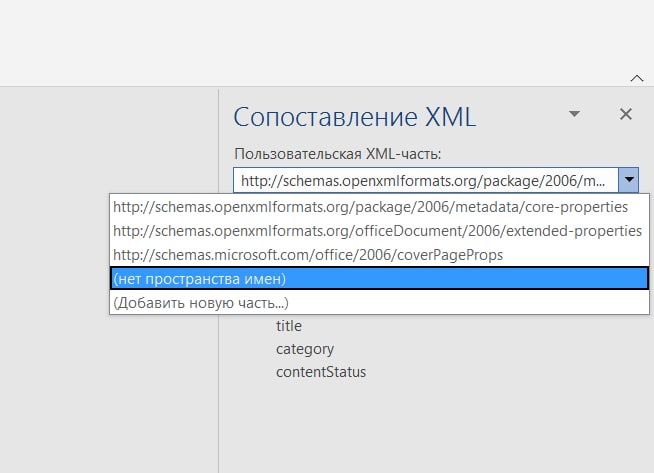 Сопоставление XML
Пользовательская XML-часть:
http://schemas.openxmlformats.org/package/2006/m...
http://schemas.openxmlformats.org/package/2006/metadata/core-properties
http://schemas.openxmlformats.org/officeDocument/2006/extended-properties
http://schemas.microsoft.com/office/2006/coverPageProps
(нет пространства имен)
(Добавить новую часть...)
title
category
contentStatus